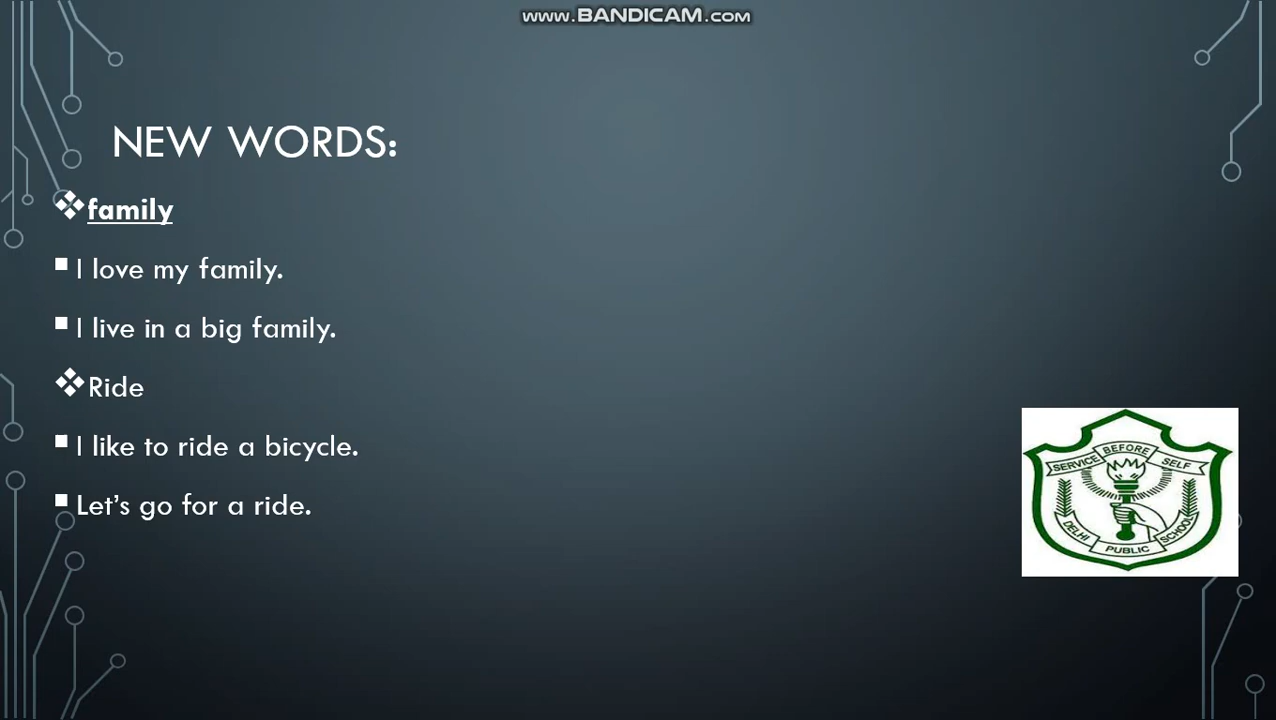 www.BANDICAM.com
NEW WORDS:
family
I love my family.
I live in a big family.
Ride
I like to ride a bicycle.
Let's go for a ride.
SERVICE BEFORE SELF
DELHI PUBLIC SCHOOL